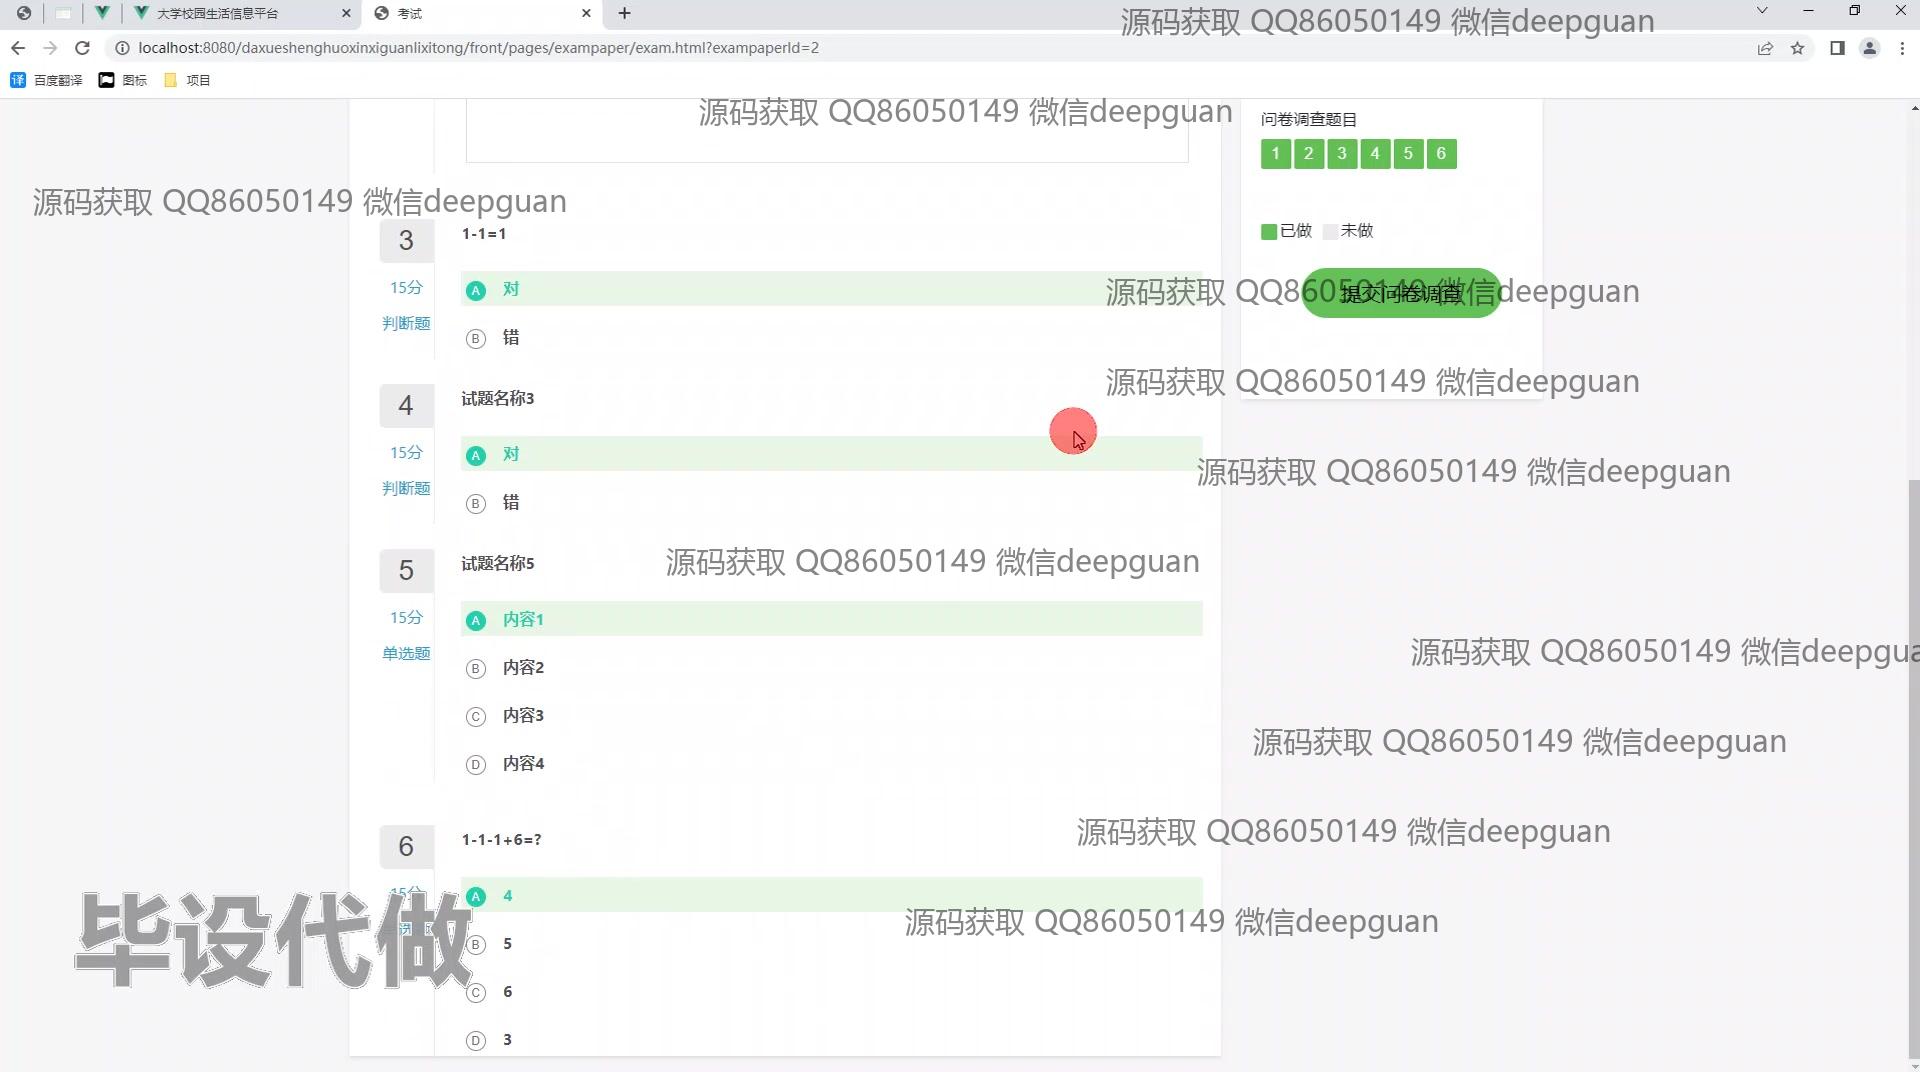 大学校园生活信息平台
考试
源码获取 QQ86050149 微信deepguan
localhost:8080/daxueshenghuoxinxiguanlixitong/front/pages/exampaper/exam.html?exampaperId=2
百度翻译
图标
项目
源码获取 QQ86050149 微信deepguan
问卷调查题目
1 2 3 4 5 6
源码获取 QQ86050149 微信deepguan
已做 未做
3
1-1=1
15分
判断题
A 对
B 错
源码获取 QQ86050149 微信deepguan
提交问卷调查
源码获取 QQ86050149 微信deepguan
4
试题名称3
15分
判断题
A 对
B 错
源码获取 QQ86050149 微信deepguan
5
试题名称5
源码获取 QQ86050149 微信deepguan
15分
单选题
A 内容1
B 内容2
C 内容3
D 内容4
源码获取 QQ86050149 微信deepgua
源码获取 QQ86050149 微信deepguan
6
1-1-1+6=?
源码获取 QQ86050149 微信deepguan
15分
A 4
B 5
C 6
D 3
源码获取 QQ86050149 微信deepguan
毕设代做